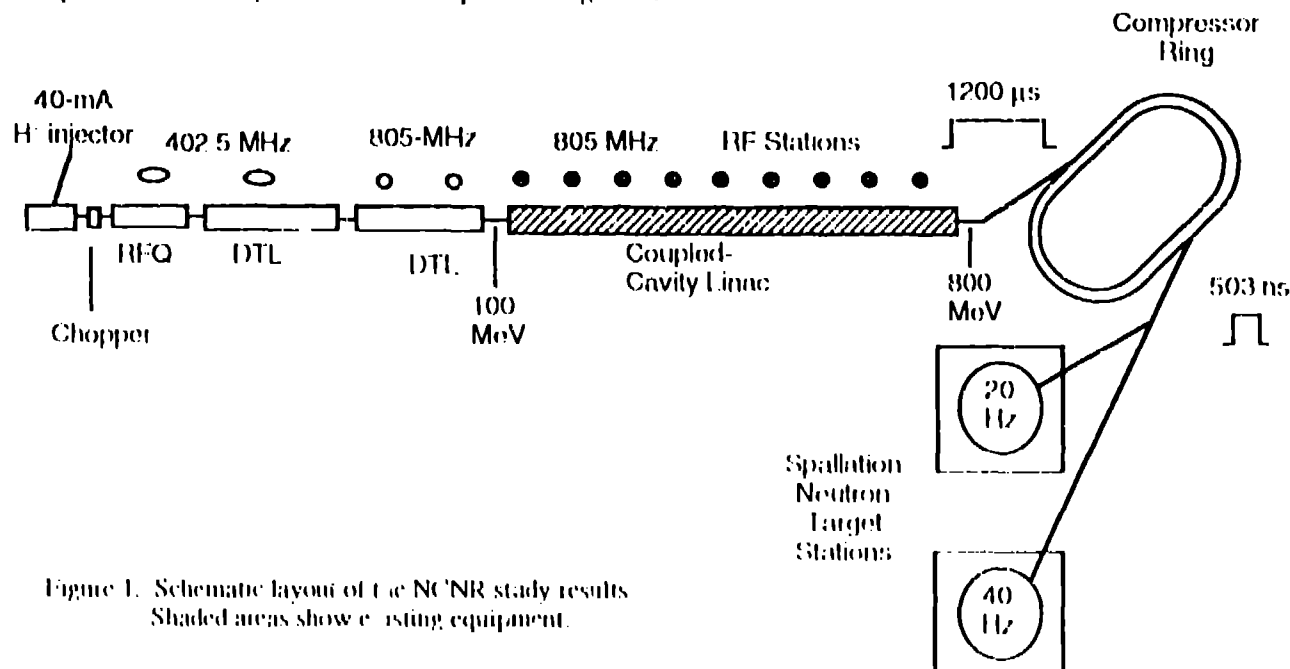 Compressor
Ring
40-mA
H⁻ injector
402.5 MHz
805-MHz
805 MHz
RF Stations
1200 µs
RFQ
DTL
DTL
Coupled-
Cavity Linac
Chopper
100
MeV
800
MeV
503 ns
20
Hz
Spallation
Neutron
Target
Stations
40
Hz
Figure 1. Schematic layout of the NCNR study results
Shaded areas show existing equipment.